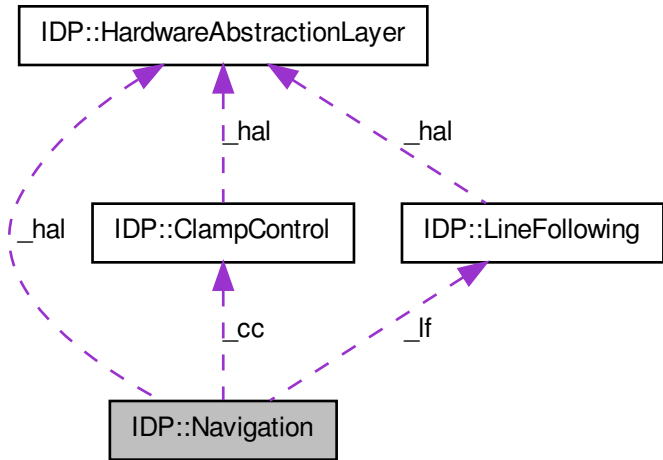 IDP::HardwareAbstractionLayer
_hal
_hal
_hal
IDP::ClampControl
IDP::LineFollowing
_cc
_lf
IDP::Navigation